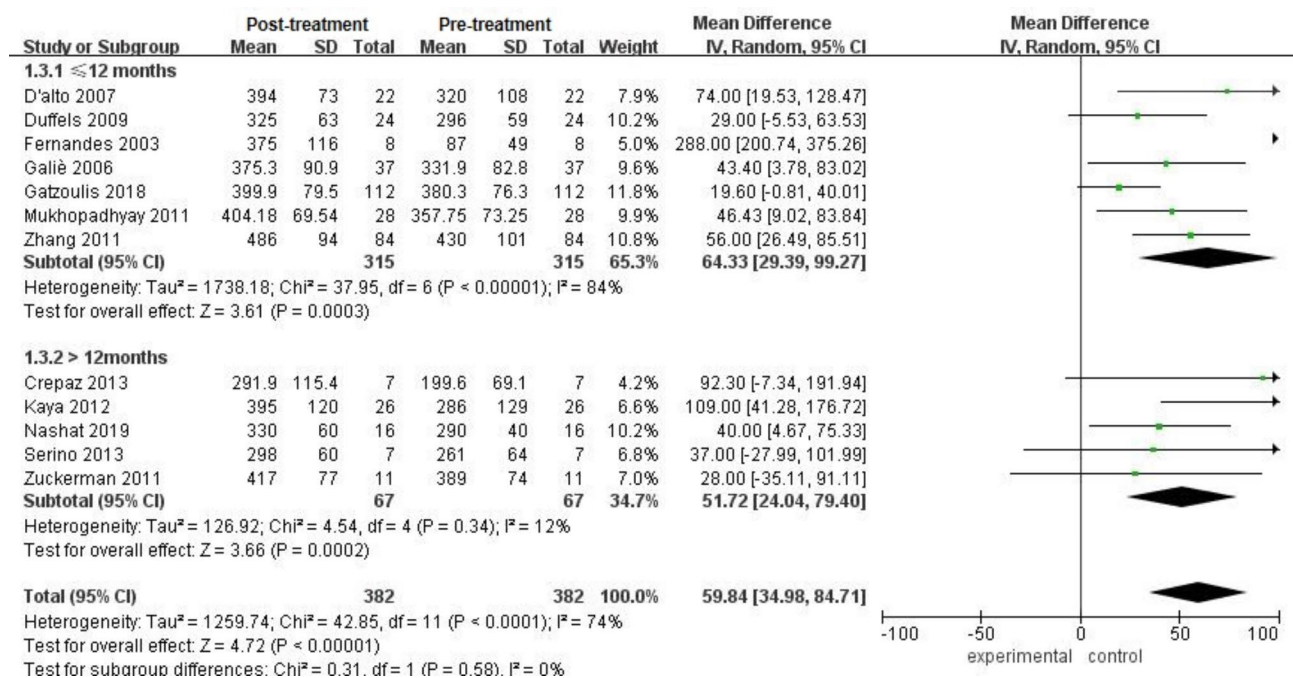 Post-treatment Pre-treatment Mean Difference Mean Difference
Study or Subgroup Mean SD Total Mean SD Total Weight IV, Random, 95% CI IV, Random, 95% CI
1.3.1 ≤12 months
D'alto 2007 394 73 22 320 108 22 7.9% 74.00 [19.53, 128.47]
Duffels 2009 325 63 24 296 59 24 10.2% 29.00 [-5.53, 63.53]
Fernandes 2003 375 116 8 87 49 8 5.0% 288.00 [200.74, 375.26]
Galiè 2006 375.3 90.9 37 331.9 82.8 37 9.6% 43.40 [3.78, 83.02]
Gatzoulis 2018 399.9 79.5 112 380.3 76.3 112 11.8% 19.60 [-0.81, 40.01]
Mukhopadhyay 2011 404.18 69.54 28 357.75 73.25 28 9.9% 46.43 [9.02, 83.84]
Zhang 2011 486 94 84 430 101 84 10.8% 56.00 [26.49, 85.51]
Subtotal (95% CI) 315 315 65.3% 64.33 [29.39, 99.27]
Heterogeneity: Tau² = 1738.18; Chi² = 37.95, df = 6 (P < 0.00001); I² = 84%
Test for overall effect: Z = 3.61 (P = 0.0003)
1.3.2 > 12months
Crepaz 2013 291.9 115.4 7 199.6 69.1 7 4.2% 92.30 [-7.34, 191.94]
Kaya 2012 395 120 26 286 129 26 6.6% 109.00 [41.28, 176.72]
Nashat 2019 330 60 16 290 40 16 10.2% 40.00 [4.67, 75.33]
Serino 2013 298 60 7 261 64 7 6.8% 37.00 [-27.99, 101.99]
Zuckerman 2011 417 77 11 389 74 11 7.0% 28.00 [-35.11, 91.11]
Subtotal (95% CI) 67 67 34.7% 51.72 [24.04, 79.40]
Heterogeneity: Tau² = 126.92; Chi² = 4.54, df = 4 (P = 0.34); I² = 12%
Test for overall effect: Z = 3.66 (P = 0.0002)
Total (95% CI) 382 382 100.0% 59.84 [34.98, 84.71]
Heterogeneity: Tau² = 1259.74; Chi² = 42.85, df = 11 (P < 0.0001); I² = 74%
Test for overall effect: Z = 4.72 (P < 0.00001)
Test for subgroup differences: Chi² = 0.31, df = 1 (P = 0.58), I² = 0%
-100 -50 0 50 100
experimental control